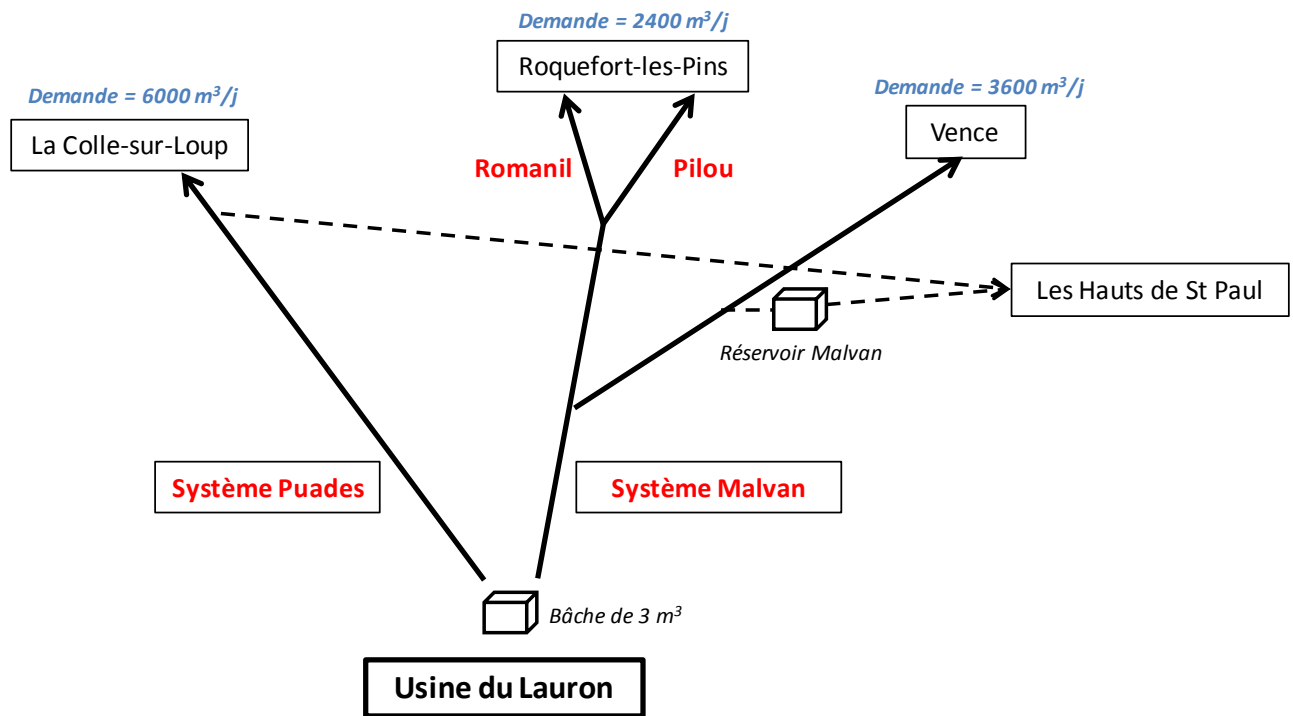 Demande = 2400 m³/j
Roquefort-les-Pins
Demande = 6000 m³/j
La Colle-sur-Loup
Demande = 3600 m³/j
Vence
Romanil
Pilou
Les Hauts de St Paul
Réservoir Malvan
Système Puades
Système Malvan
Bâche de 3 m³
Usine du Lauron